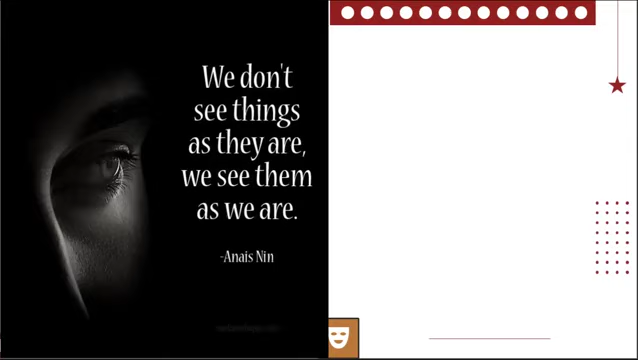 We don't
see things
as they are,
we see them
as we are.
-Anais Nin